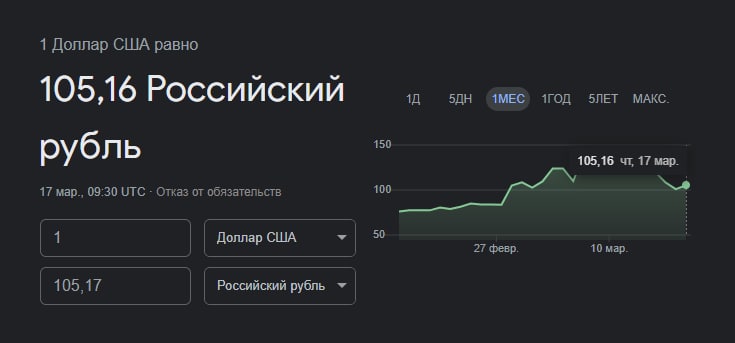 1 Доллар США равно
105,16 Российский
рубль
17 мар., 09:30 UTC · Отказ от обязательств
1 Доллар США
105,17 Российский рубль
1Д 5ДН 1МЕС 1ГОД 5ЛЕТ МАКС.
150
105,16 чт, 17 мар.
100
50
27 февр. 10 мар.